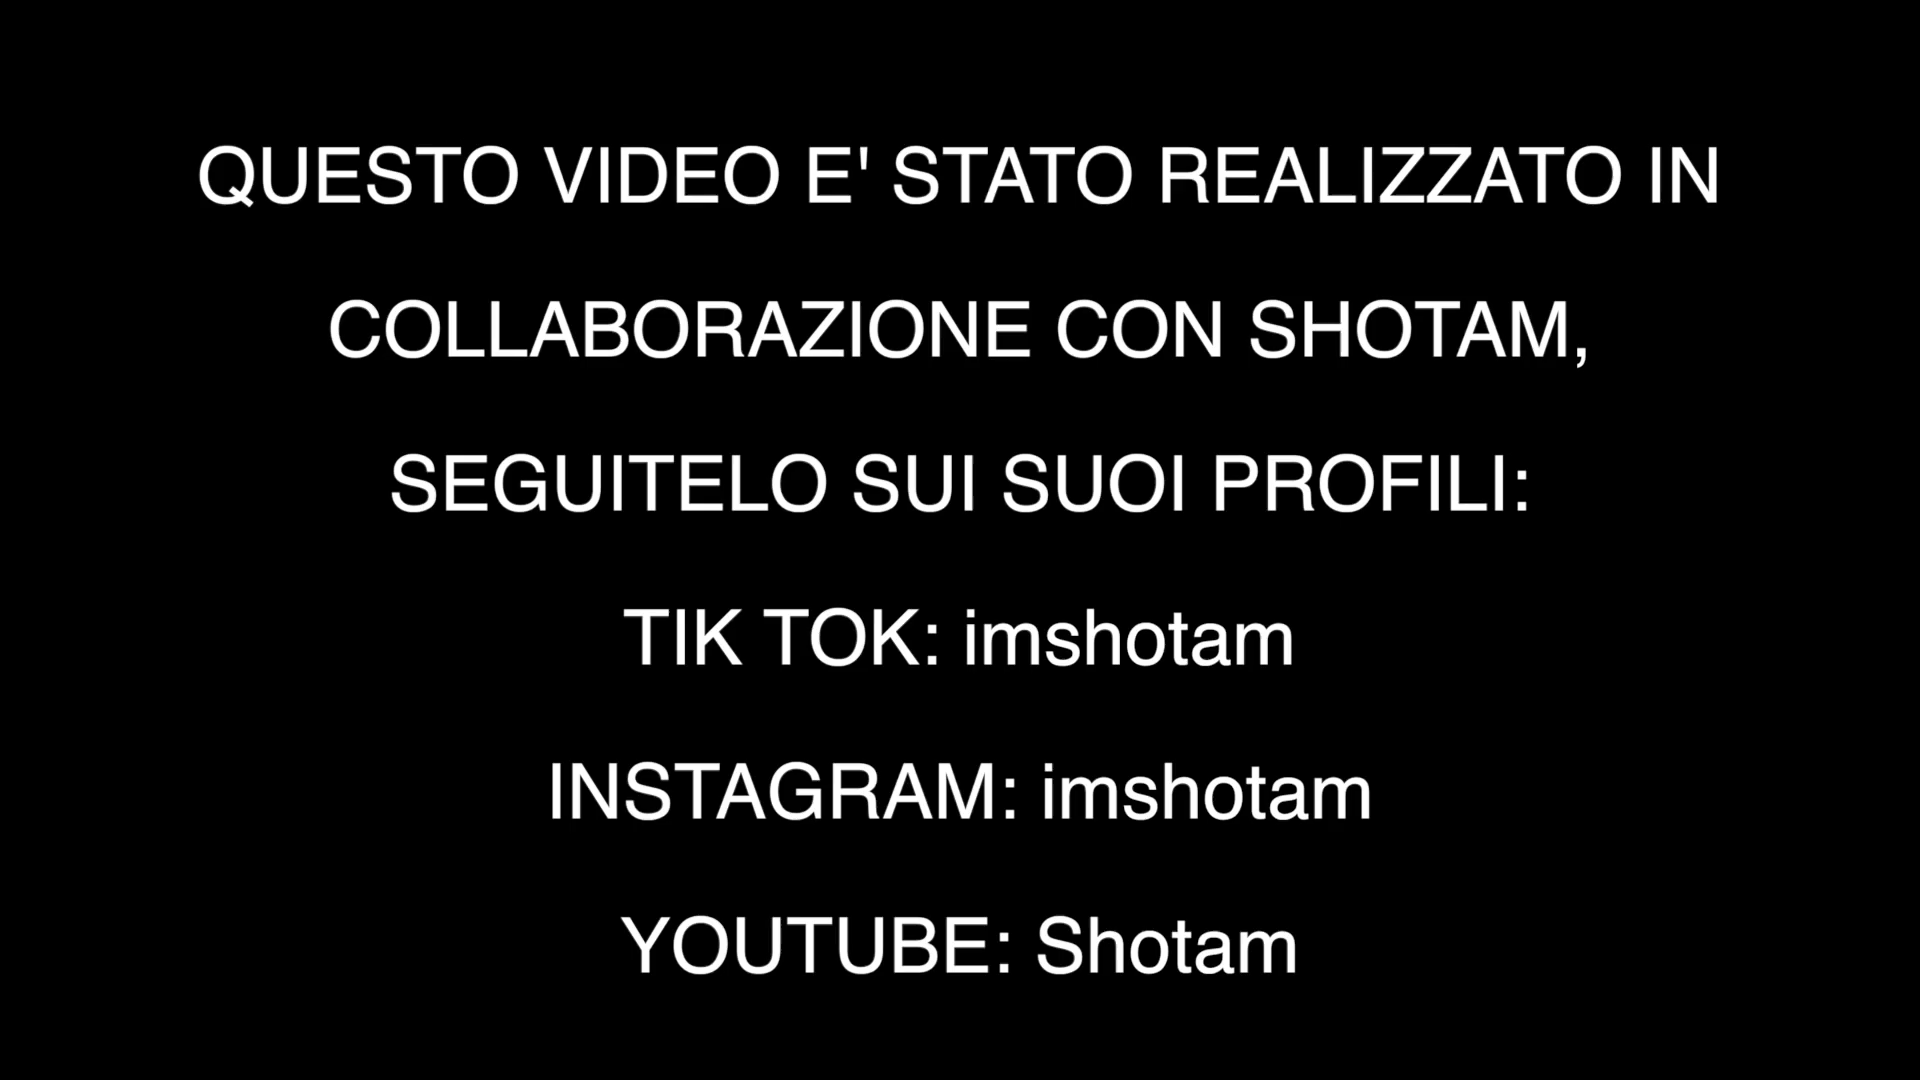 QUESTO VIDEO E' STATO REALIZZATO IN
COLLABORAZIONE CON SHOTAM,
SEGUITELO SUI SUOI PROFILI:
TIK TOK: imshotam
INSTAGRAM: imshotam
YOUTUBE: Shotam